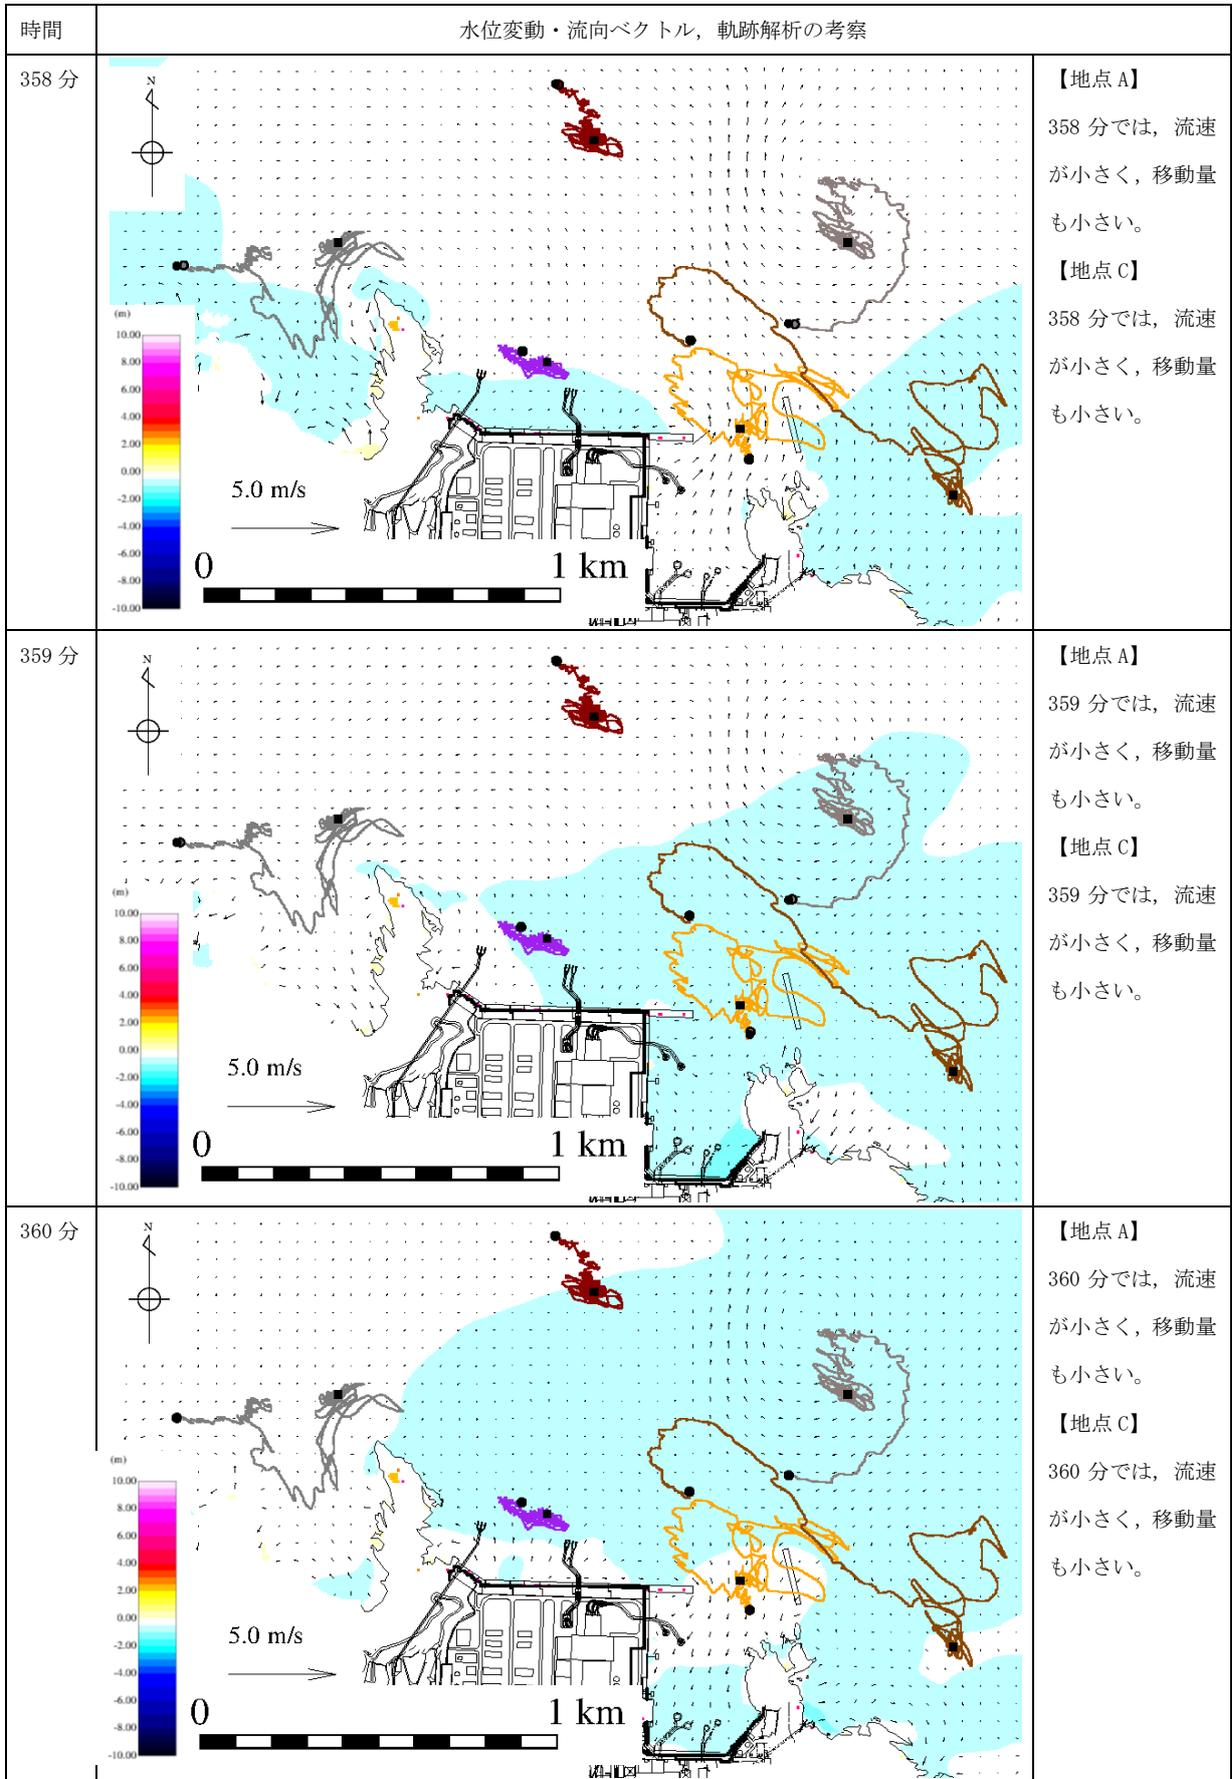 時間
水位変動・流向ベクトル，軌跡解析の考察
358 分
N
(m)
10.00
8.00
6.00
4.00
2.00
0.00
-2.00
-4.00
-6.00
-8.00
-10.00
5.0 m/s
0
1 km
【地点 A】
358 分では，流速
が小さく，移動量
も小さい。
【地点 C】
358 分では，流速
が小さく，移動量
も小さい。
359 分
N
(m)
10.00
8.00
6.00
4.00
2.00
0.00
-2.00
-4.00
-6.00
-8.00
-10.00
5.0 m/s
0
1 km
【地点 A】
359 分では，流速
が小さく，移動量
も小さい。
【地点 C】
359 分では，流速
が小さく，移動量
も小さい。
360 分
N
(m)
10.00
8.00
6.00
4.00
2.00
0.00
-2.00
-4.00
-6.00
-8.00
-10.00
5.0 m/s
0
1 km
【地点 A】
360 分では，流速
が小さく，移動量
も小さい。
【地点 C】
360 分では，流速
が小さく，移動量
も小さい。